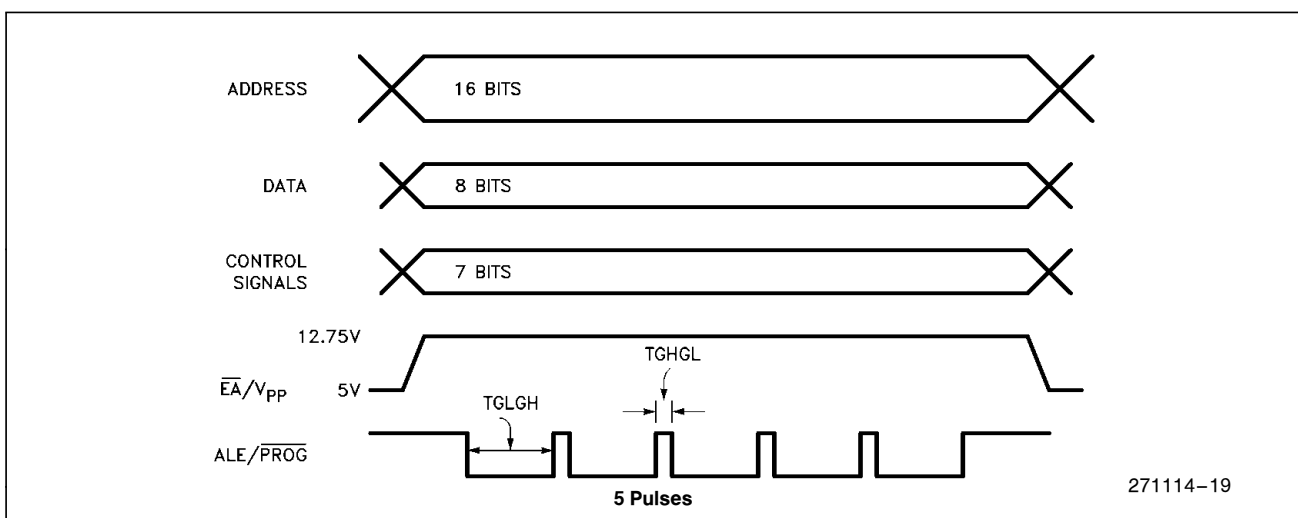 ADDRESS
16 BITS
DATA
8 BITS
CONTROL
SIGNALS
7 BITS
12.75V
TGHGL
EA/VPP
5V
TGLGH
ALE/PROG
5 Pulses
271114-19